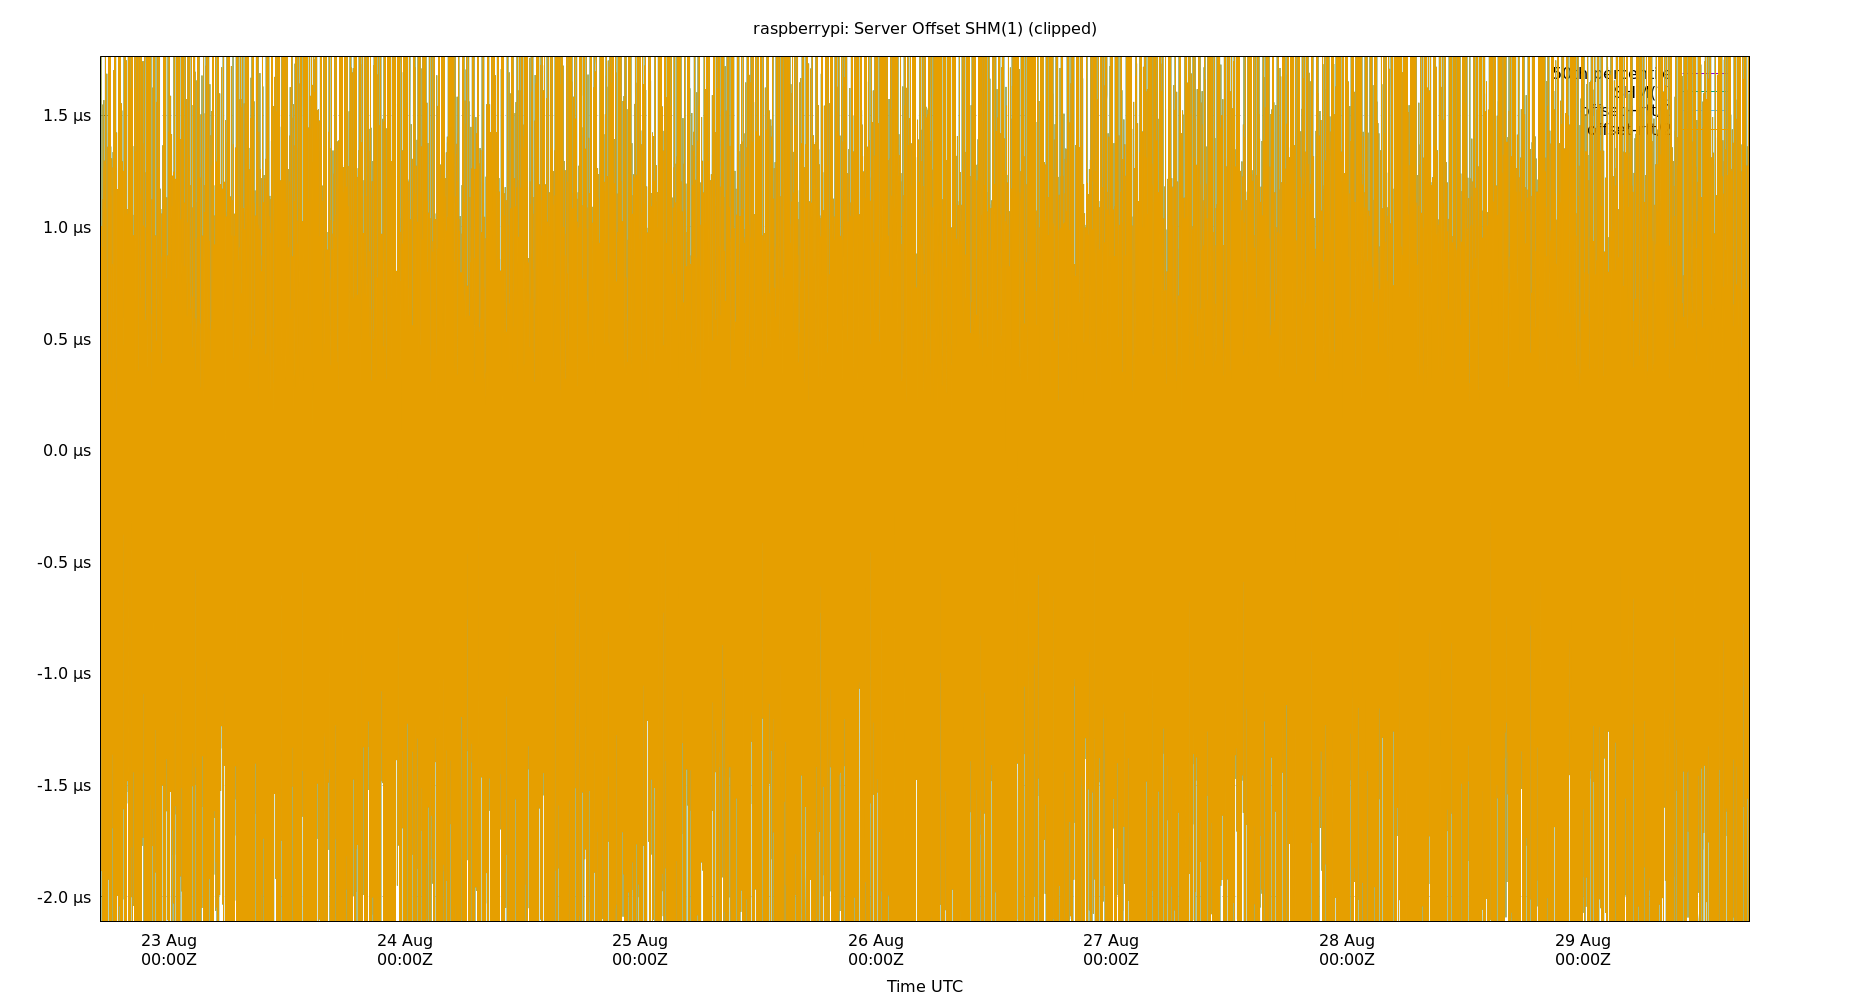 raspberrypi: Server Offset SHM(1) (clipped)
50th percentile
1.5 µs
1.0 µs
0.5 µs
0.0 µs
-0.5 µs
-1.0 µs
-1.5 µs
-2.0 µs
23 Aug 24 Aug 25 Aug 26 Aug 27 Aug 28 Aug 29 Aug
00:00Z 00:00Z 00:00Z 00:00Z 00:00Z 00:00Z 00:00Z
Time UTC